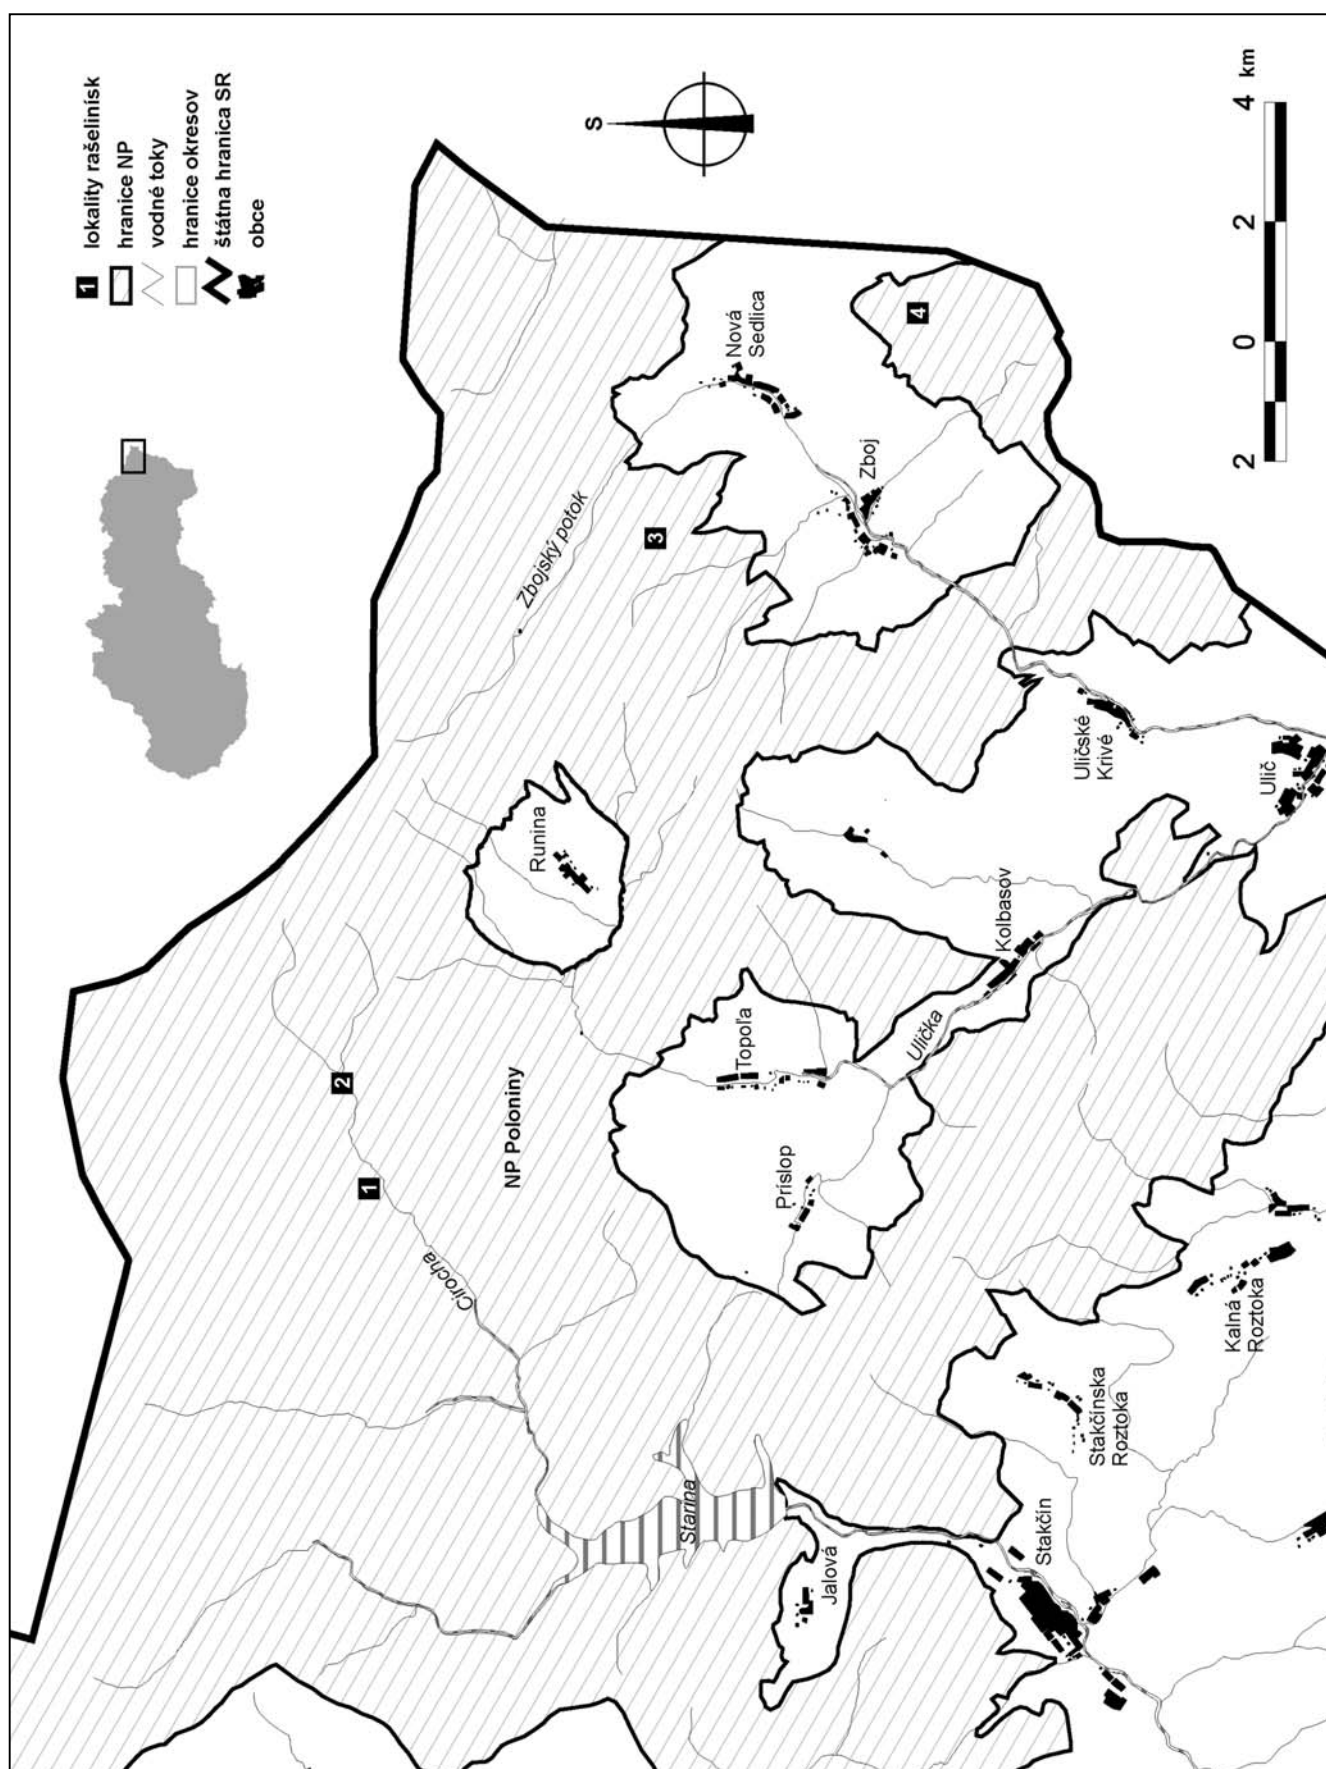 1 lokality rašelinísk
hranice NP
vodné toky
hranice okresov
štátna hranica SR
obce
S
2 0 2 4 km
Nová
Sedlica
4
Zboj
3
Zbojský potok
Uličské
Krivé
Ulič
Runina
Kolbasov
Ulička
Topoľa
Príslop
NP Poloniny
2
1
Cirocha
Starina
Jalová
Stakčín
Stakčínska
Roztoka
Kalná
Roztoka